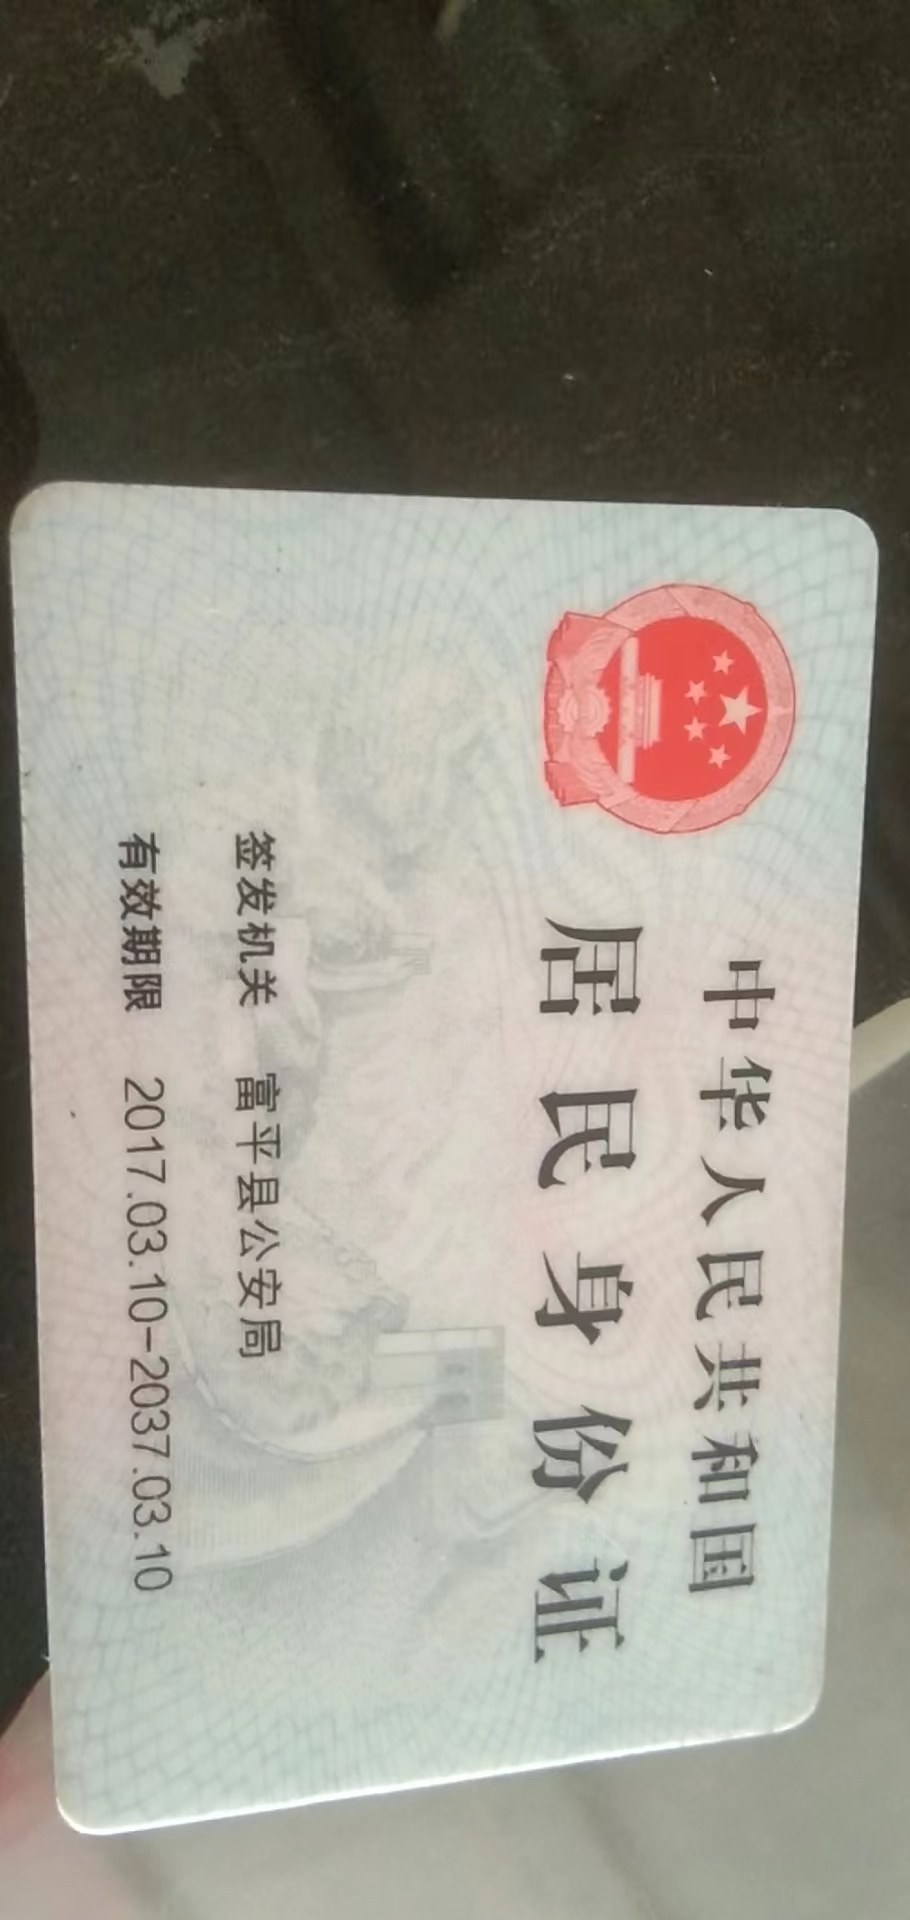 中华人民共和国
居民身份证
签发机关 富平县公安局
有效期限 2017.03.10-2037.03.10